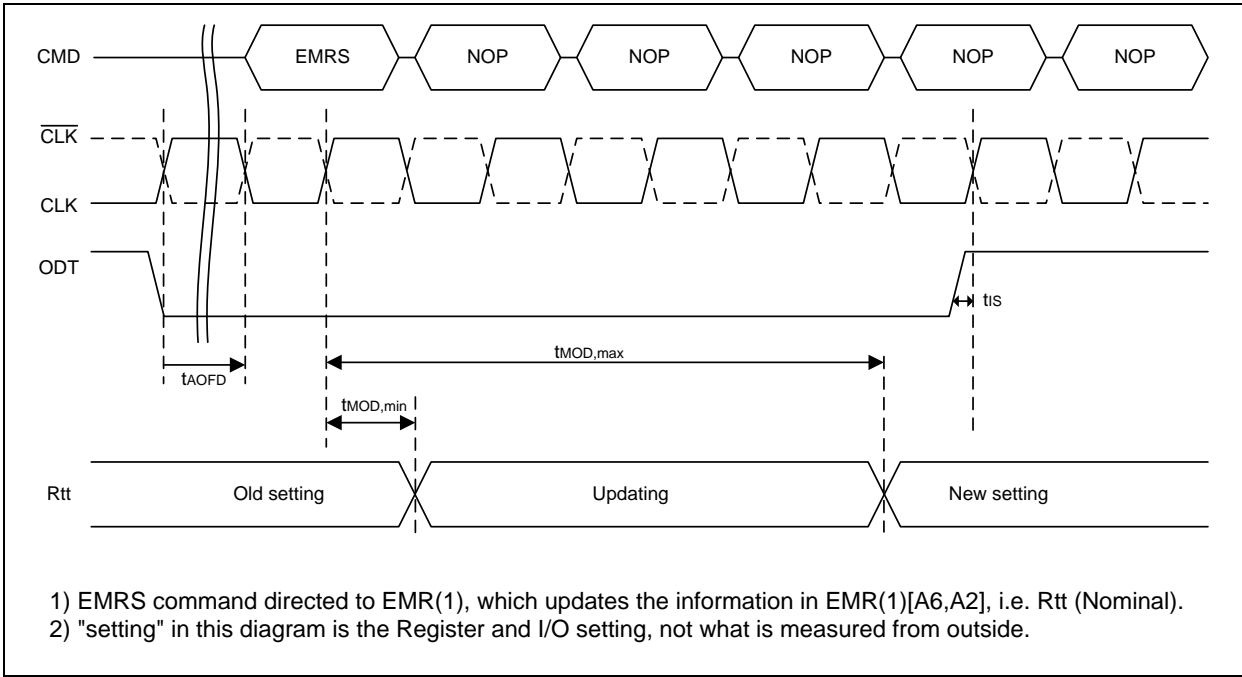 CMD EMRS NOP NOP NOP NOP NOP
CLK
CLK
ODT
tIS
tMOD,max
tAOFD
tMOD,min
Rtt Old setting Updating New setting
1) EMRS command directed to EMR(1), which updates the information in EMR(1)[A6,A2], i.e. Rtt (Nominal).
2) "setting" in this diagram is the Register and I/O setting, not what is measured from outside.